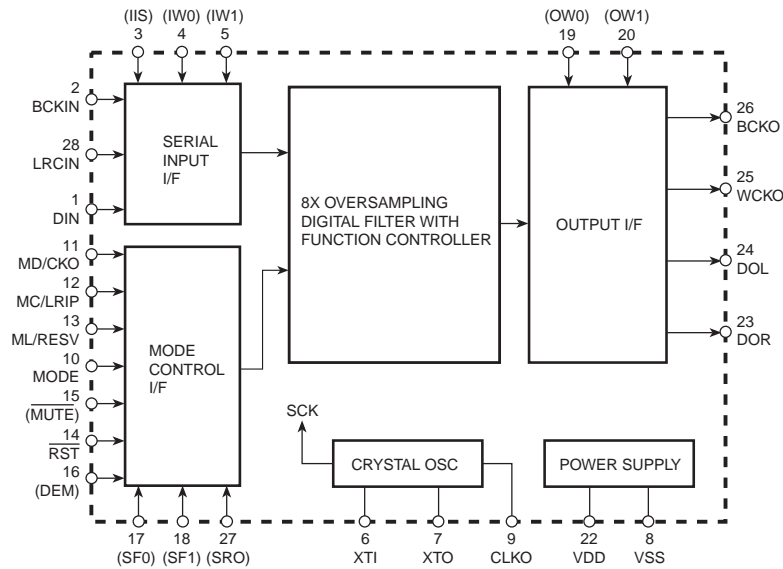 (IIS) (IW0) (IW1)
3 4 5
(OW0) (OW1)
19 20
2
BCKIN
28
LRCIN
1
DIN
SERIAL
INPUT
I/F
8X OVERSAMPLING
DIGITAL FILTER WITH
FUNCTION CONTROLLER
OUTPUT I/F
26
BCKO
25
WCKO
24
DOL
23
DOR
11
MD/CKO
12
MC/LRIP
13
ML/RESV
10
MODE
15
(MUTE)
14
RST
16
(DEM)
MODE
CONTROL
I/F
SCK
CRYSTAL OSC
POWER SUPPLY
17 18 27
(SF0) (SF1) (SRO)
6 7 9
XTI XTO CLKO
22 8
VDD VSS